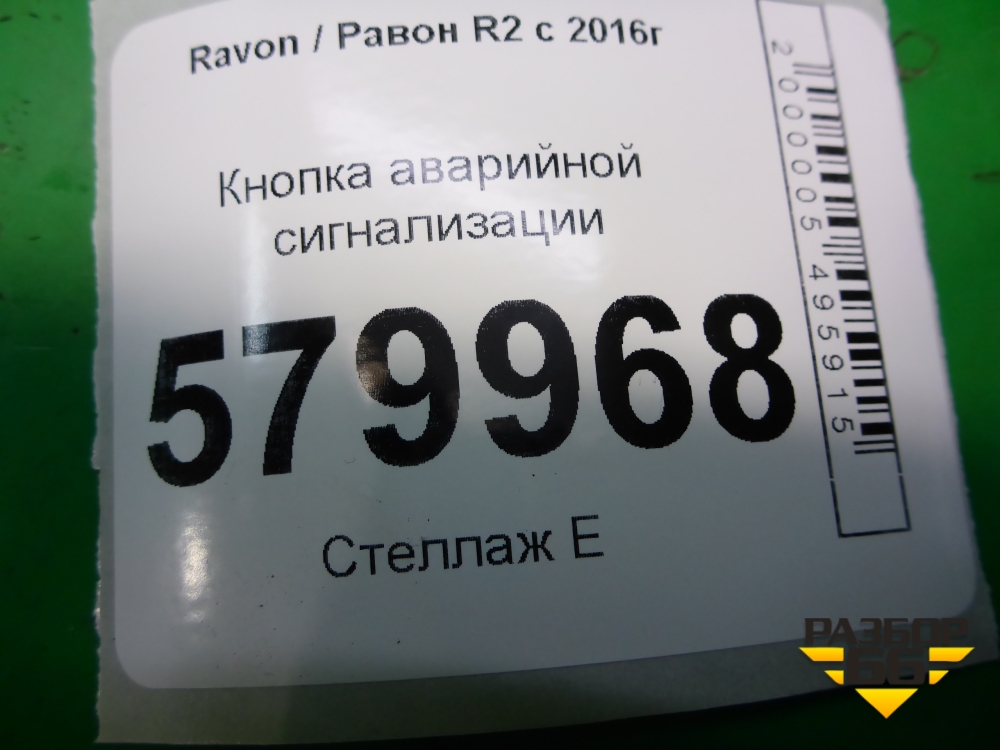 Ravon / Равон R2 с 2016г
Кнопка аварийной
сигнализации
579968
Стеллаж Е
2000005495915
РАЗБОР
66